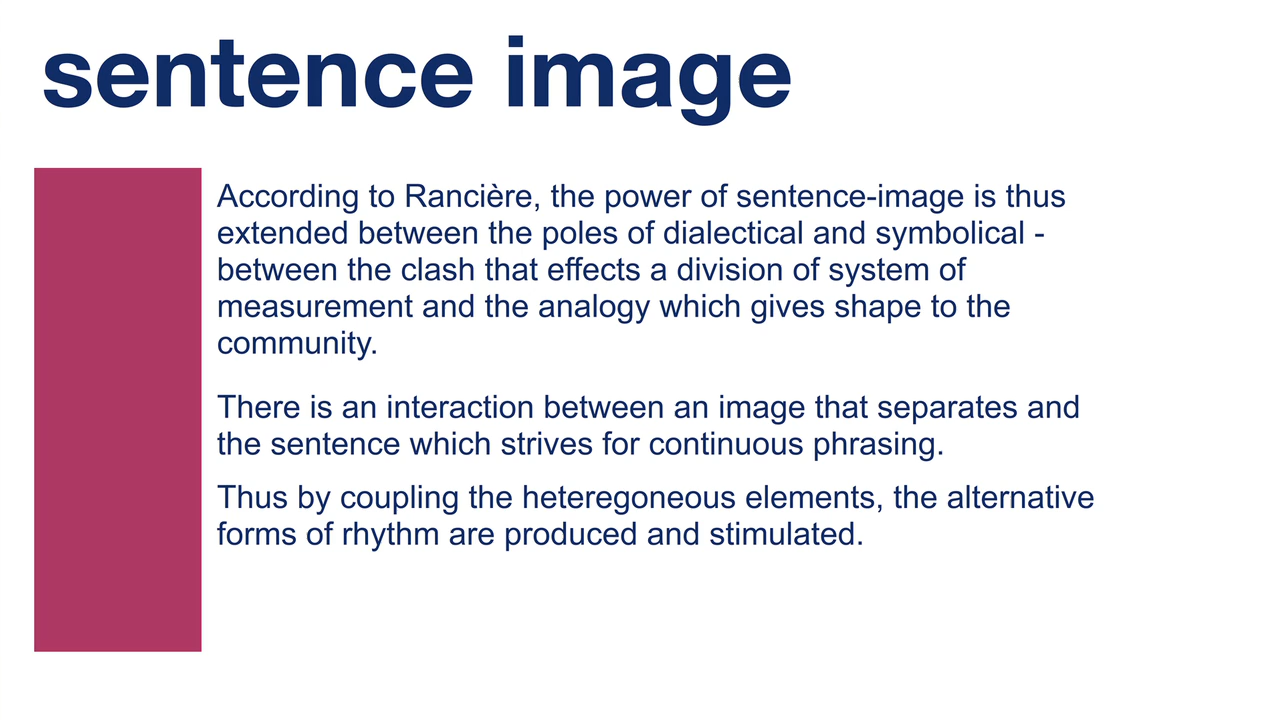 sentence image
According to Rancière, the power of sentence-image is thus
extended between the poles of dialectical and symbolical -
between the clash that effects a division of system of
measurement and the analogy which gives shape to the
community.
There is an interaction between an image that separates and
the sentence which strives for continuous phrasing.
Thus by coupling the heteregoneous elements, the alternative
forms of rhythm are produced and stimulated.